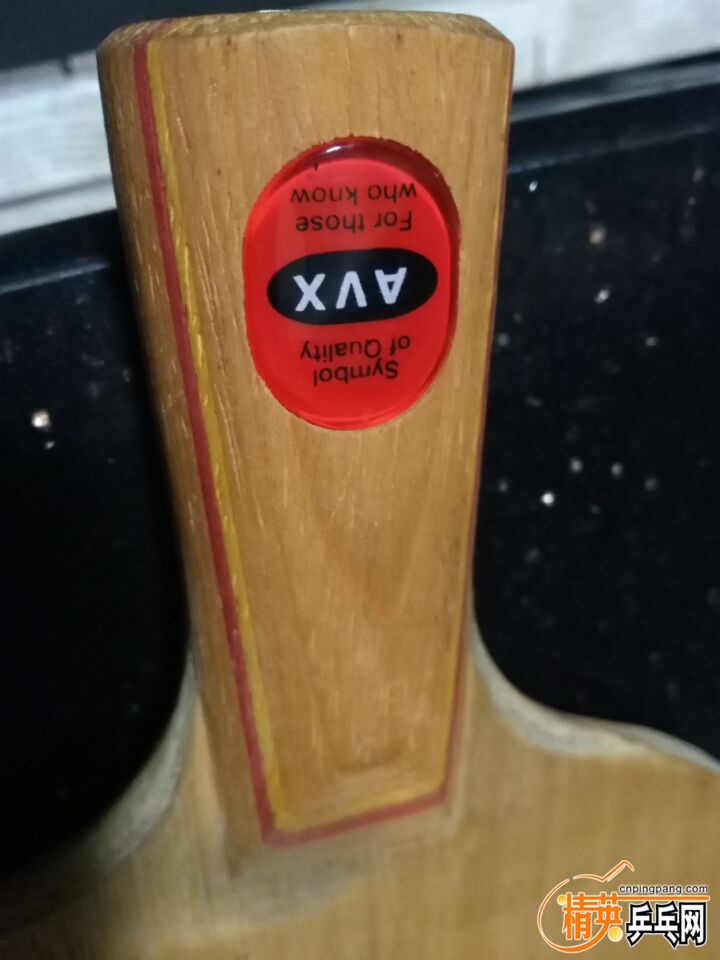 Symbol
of Quality
AVX
For those
who know
cnpingpang.com
精英乒乓网